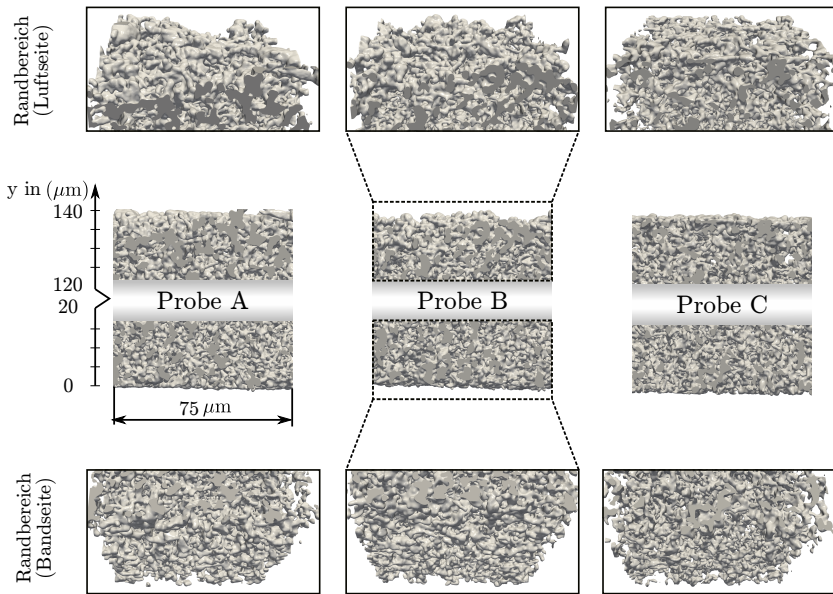 Randbereich
(Luftseite)
y in (μm)
140
120
20
0
Probe A
Probe B
Probe C
75 μm
Randbereich
(Bandseite)